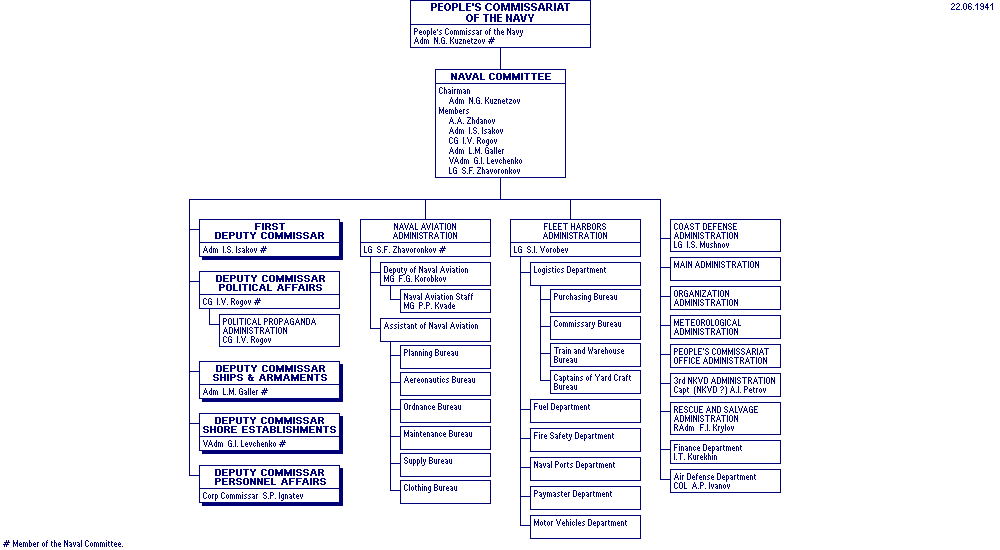 22.06.1941
PEOPLE'S COMMISSARIAT
OF THE NAVY
People's Commissar of the Navy
Adm N.G. Kuznetzov #
NAVAL COMMITTEE
Chairman
Adm N.G. Kuznetzov
Members
A.A. Zhdanov
Adm I.S. Isakov
CG I.V. Rogov
Adm L.M. Galler
VAdm G.I. Levchenko
LG S.F. Zhavoronkov
FIRST
DEPUTY COMMISSAR
Adm I.S. Isakov #
DEPUTY COMMISSAR
POLITICAL AFFAIRS
CG I.V. Rogov #
POLITICAL PROPAGANDA
ADMINISTRATION
CG I.V. Rogov
DEPUTY COMMISSAR
SHIPS & ARMAMENTS
Adm L.M. Galler #
DEPUTY COMMISSAR
SHORE ESTABLISHMENTS
VAdm G.I. Levchenko #
DEPUTY COMMISSAR
PERSONNEL AFFAIRS
Corp Commissar S.P. Ignatev
NAVAL AVIATION
ADMINISTRATION
LG S.F. Zhavoronkov #
Deputy of Naval Aviation
MG F.G. Korobkov
Naval Aviation Staff
MG P.P. Kvade
Assistant of Naval Aviation
Planning Bureau
Aereonautics Bureau
Ordnance Bureau
Maintenance Bureau
Supply Bureau
Clothing Bureau
FLEET HARBORS
ADMINISTRATION
LG S.I. Vorobev
Logistics Department
Purchasing Bureau
Commissary Bureau
Train and Warehouse
Bureau
Captains of Yard Craft
Bureau
Fuel Department
Fire Safety Department
Naval Ports Department
Paymaster Department
Motor Vehicles Department
COAST DEFENSE
ADMINISTRATION
LG I.S. Mushnov
MAIN ADMINISTRATION
ORGANIZATION
ADMINISTRATION
METEOROLOGICAL
ADMINISTRATION
PEOPLE'S COMMISSARIAT
OFFICE ADMINISTRATION
3rd NKVD ADMINISTRATION
Capt (NKVD ?) A.I. Petrov
RESCUE AND SALVAGE
ADMINISTRATION
RAdm F.I. Krylov
Finance Department
I.T. Kurekhin
Air Defense Department
COL A.P. Ivanov
# Member of the Naval Committee.